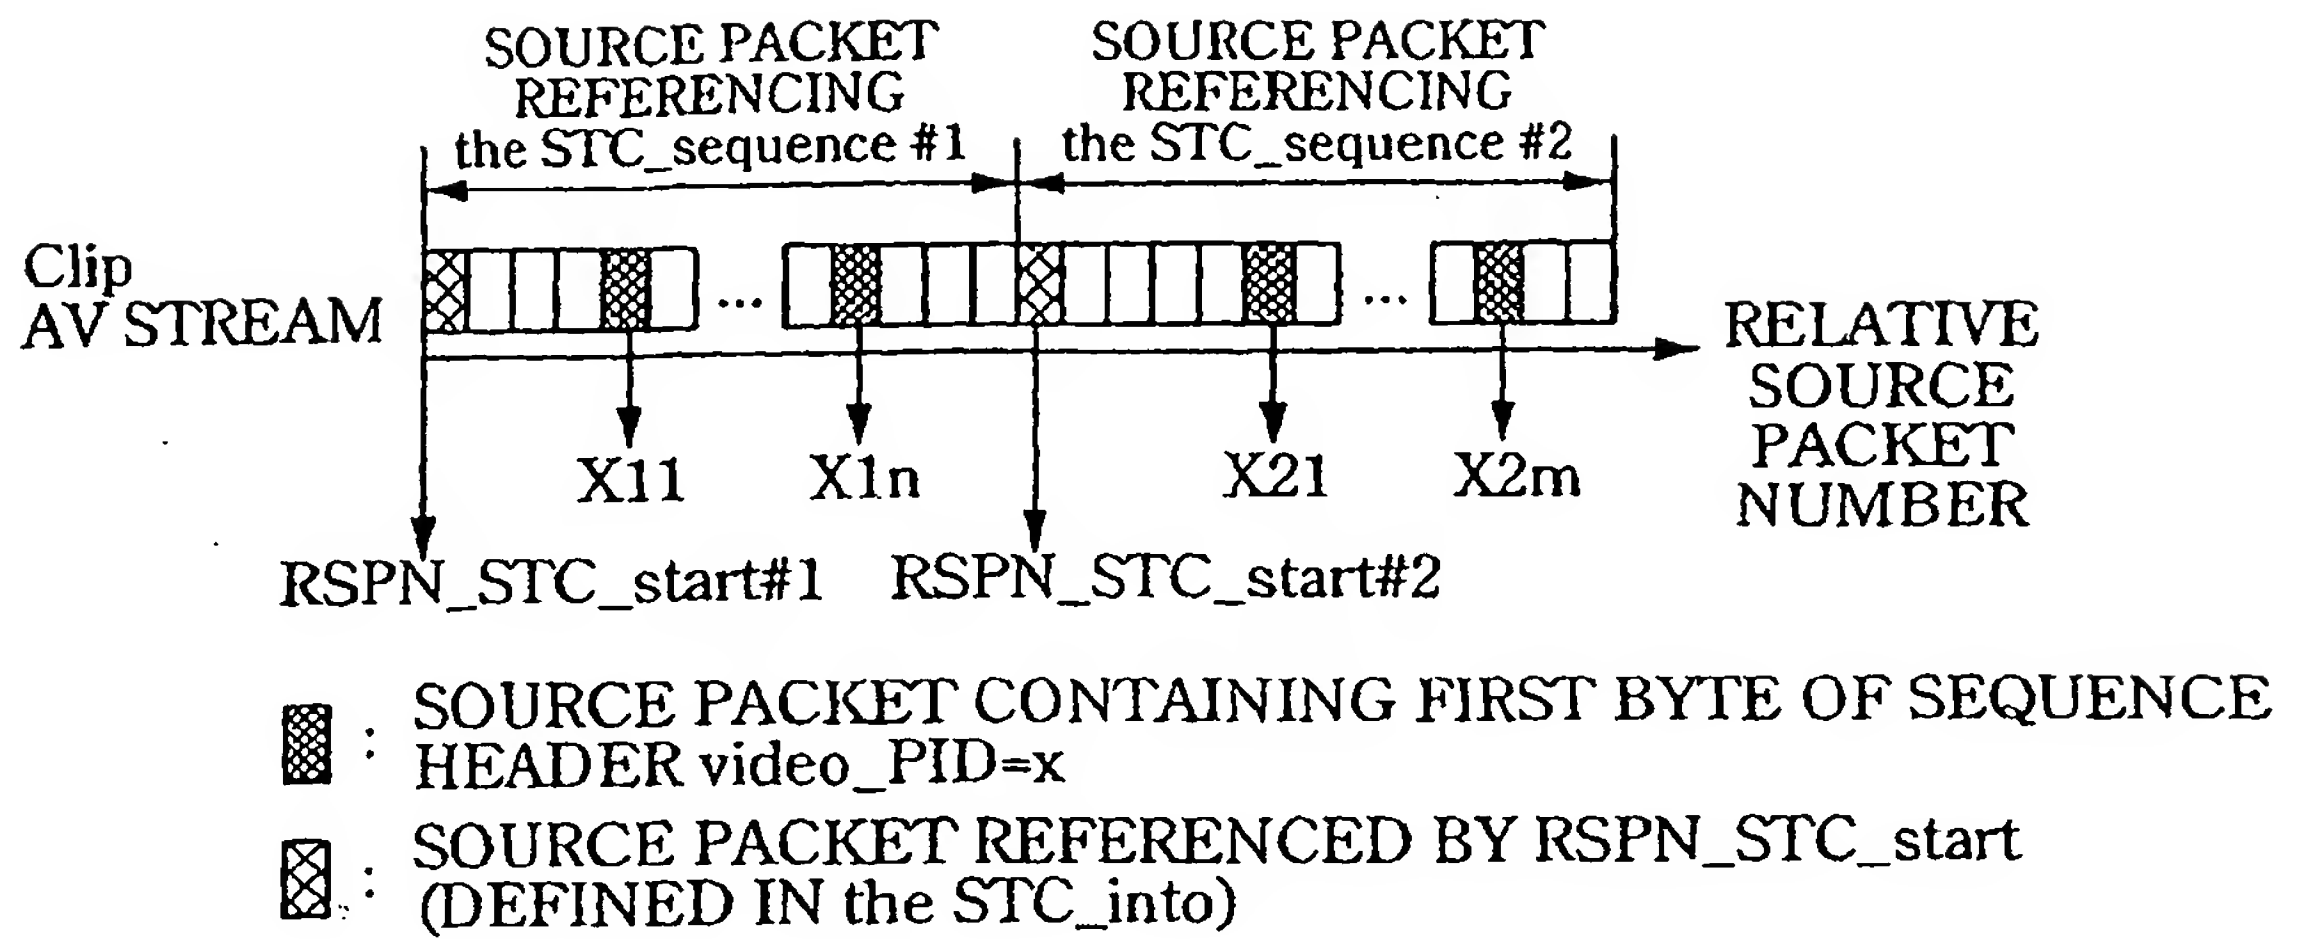 SOURCE PACKET
REFERENCING
the STC_sequence #1
SOURCE PACKET
REFERENCING
the STC_sequence #2
Clip
AV STREAM
...
...
RELATIVE
SOURCE
PACKET
NUMBER
X11
X1n
X21
X2m
RSPN_STC_start#1
RSPN_STC_start#2
: SOURCE PACKET CONTAINING FIRST BYTE OF SEQUENCE
HEADER video_PID=x
: SOURCE PACKET REFERENCED BY RSPN_STC_start
(DEFINED IN the STC_into)